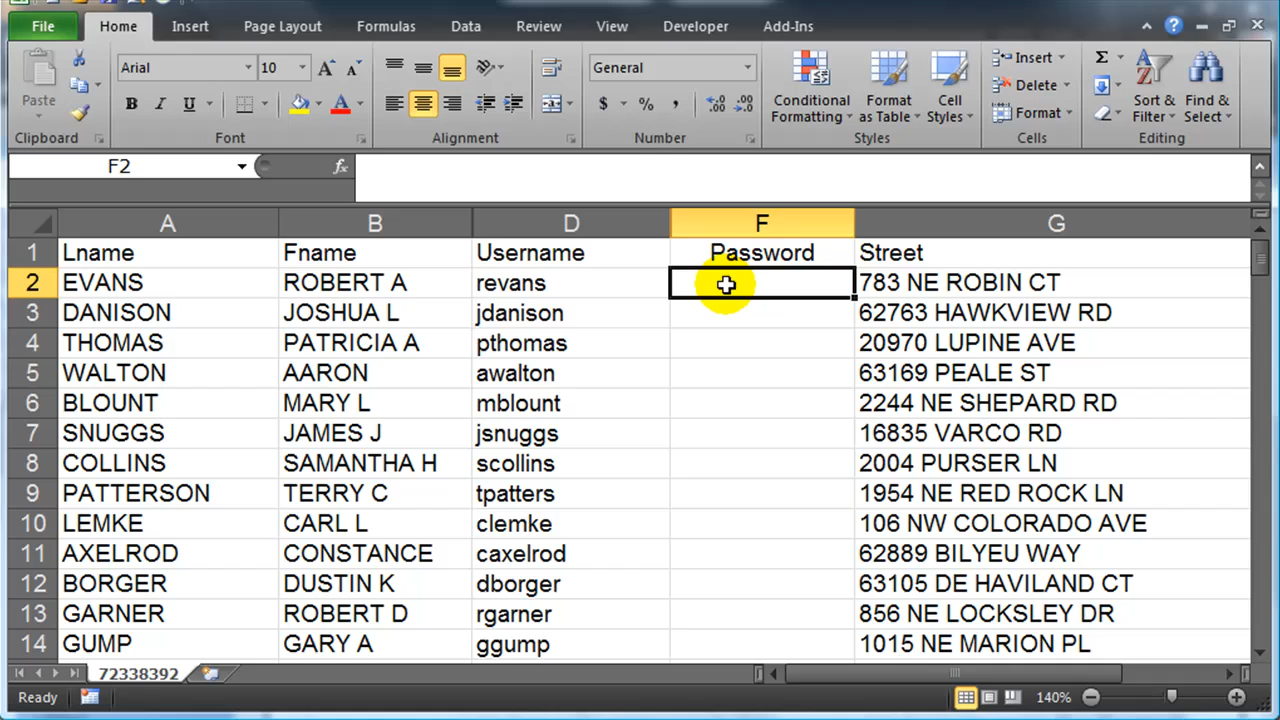 File Home Insert Page Layout Formulas Data Review View Developer Add-Ins
Paste
Clipboard
Arial 10
B I U A
Font
Alignment
General
$ % , .00 .0
Number
Conditional Formatting
Format as Table
Cell Styles
Styles
Insert
Delete
Format
Cells
Σ
Sort & Filter
Find & Select
Editing
F2 fx
A B D F G
1 Lname Fname Username Password Street
2 EVANS ROBERT A revans 783 NE ROBIN CT
3 DANISON JOSHUA L jdanison 62763 HAWKVIEW RD
4 THOMAS PATRICIA A pthomas 20970 LUPINE AVE
5 WALTON AARON awalton 63169 PEALE ST
6 BLOUNT MARY L mblount 2244 NE SHEPARD RD
7 SNUGGS JAMES J jsnuggs 16835 VARCO RD
8 COLLINS SAMANTHA H scollins 2004 PURSER LN
9 PATTERSON TERRY C tpatters 1954 NE RED ROCK LN
10 LEMKE CARL L clemke 106 NW COLORADO AVE
11 AXELROD CONSTANCE caxelrod 62889 BILYEU WAY
12 BORGER DUSTIN K dborger 63105 DE HAVILAND CT
13 GARNER ROBERT D rgarner 856 NE LOCKSLEY DR
14 GUMP GARY A ggump 1015 NE MARION PL
72338392
Ready 140%